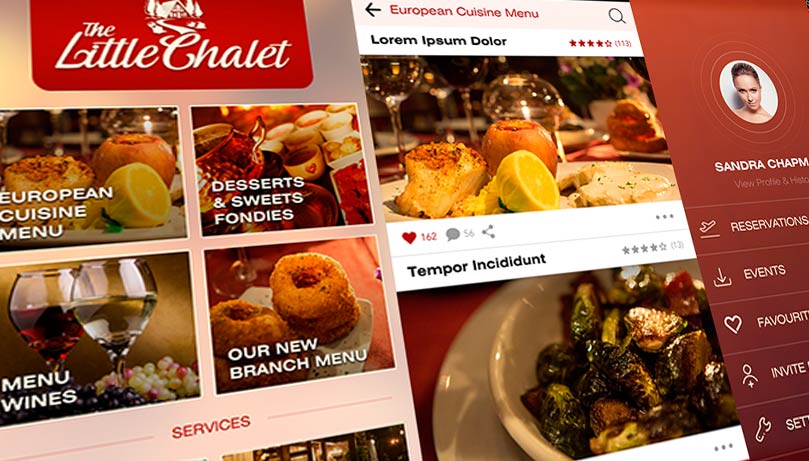 The
Little Chalet
EUROPEAN
CUISINE
MENU
DESSERTS
& SWEETS
FONDIES
MENU
WINES
OUR NEW
BRANCH MENU
SERVICES
European Cuisine Menu
Lorem Ipsum Dolor
(113)
162
56
Tempor Incididunt
(13)
SANDRA CHAPM
View Profile & Histo
RESERVATIONS
EVENTS
FAVOURIT
INVITE
SETT